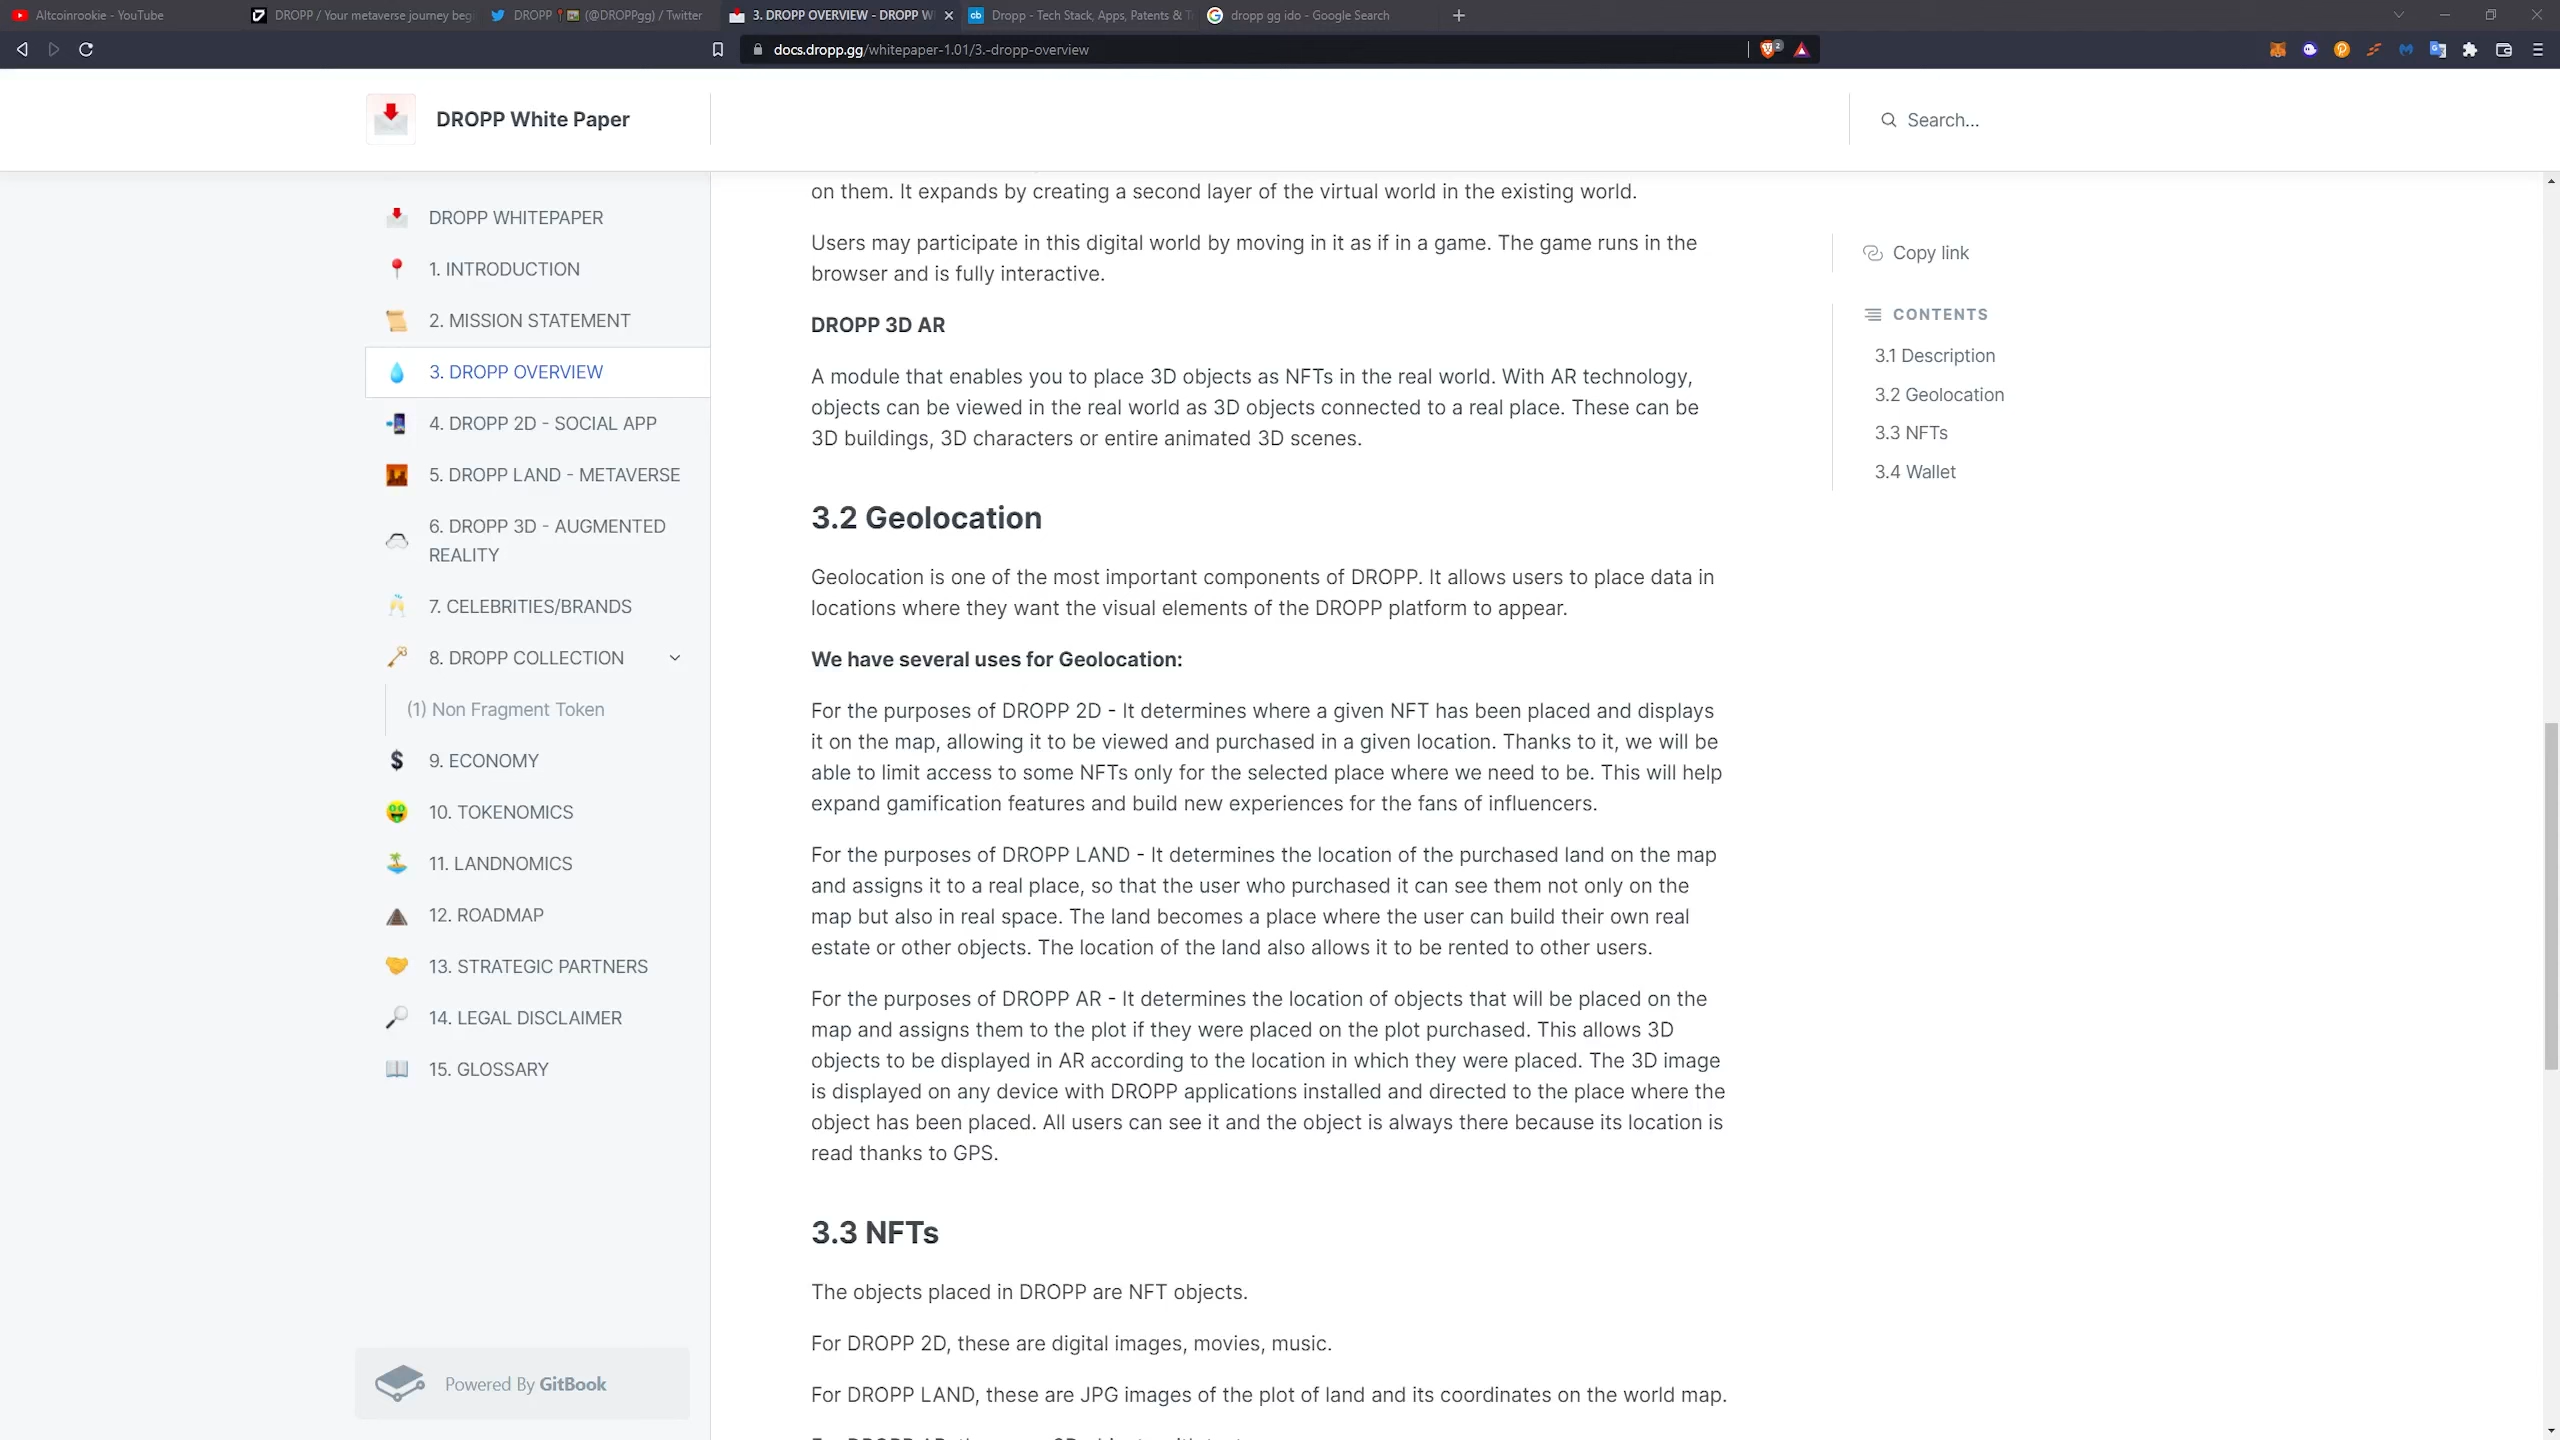 Altcoinrookie - YouTube
DROPP / Your metaverse journey beg
DROPP (@DROPPgg) / Twitter
3. DROPP OVERVIEW - DROPP W
Dropp - Tech Stack, Apps, Patents & T
dropp gg ido - Google Search
docs.dropp.gg/whitepaper-1.01/3.-dropp-overview
DROPP White Paper
Search...
DROPP WHITEPAPER
1. INTRODUCTION
2. MISSION STATEMENT
3. DROPP OVERVIEW
4. DROPP 2D - SOCIAL APP
5. DROPP LAND - METAVERSE
6. DROPP 3D - AUGMENTED
REALITY
7. CELEBRITIES/BRANDS
8. DROPP COLLECTION
(1) Non Fragment Token
9. ECONOMY
10. TOKENOMICS
11. LANDNOMICS
12. ROADMAP
13. STRATEGIC PARTNERS
14. LEGAL DISCLAIMER
15. GLOSSARY
Powered By GitBook
on them. It expands by creating a second layer of the virtual world in the existing world.
Users may participate in this digital world by moving in it as if in a game. The game runs in the
browser and is fully interactive.
DROPP 3D AR
A module that enables you to place 3D objects as NFTs in the real world. With AR technology,
objects can be viewed in the real world as 3D objects connected to a real place. These can be
3D buildings, 3D characters or entire animated 3D scenes.
3.2 Geolocation
Geolocation is one of the most important components of DROPP. It allows users to place data in
locations where they want the visual elements of the DROPP platform to appear.
We have several uses for Geolocation:
For the purposes of DROPP 2D - It determines where a given NFT has been placed and displays
it on the map, allowing it to be viewed and purchased in a given location. Thanks to it, we will be
able to limit access to some NFTs only for the selected place where we need to be. This will help
expand gamification features and build new experiences for the fans of influencers.
For the purposes of DROPP LAND - It determines the location of the purchased land on the map
and assigns it to a real place, so that the user who purchased it can see them not only on the
map but also in real space. The land becomes a place where the user can build their own real
estate or other objects. The location of the land also allows it to be rented to other users.
For the purposes of DROPP AR - It determines the location of objects that will be placed on the
map and assigns them to the plot if they were placed on the plot purchased. This allows 3D
objects to be displayed in AR according to the location in which they were placed. The 3D image
is displayed on any device with DROPP applications installed and directed to the place where the
object has been placed. All users can see it and the object is always there because its location is
read thanks to GPS.
3.3 NFTs
The objects placed in DROPP are NFT objects.
For DROPP 2D, these are digital images, movies, music.
For DROPP LAND, these are JPG images of the plot of land and its coordinates on the world map.
Copy link
CONTENTS
3.1 Description
3.2 Geolocation
3.3 NFTs
3.4 Wallet